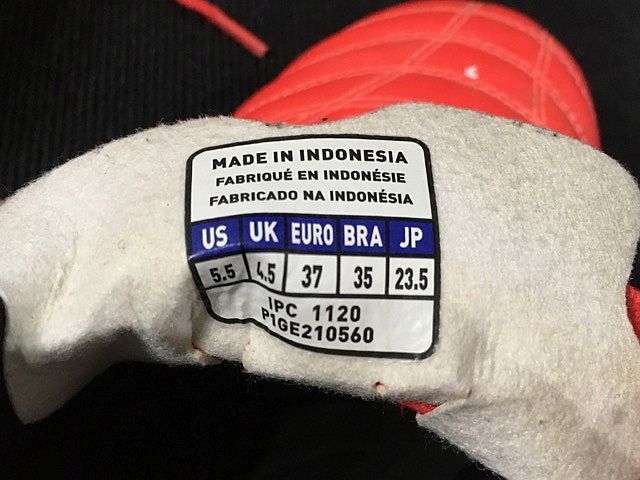 MADE IN INDONESIA
FABRIQUÉ EN INDONÉSIE
FABRICADO NA INDONÉSIA
US UK EURO BRA JP
5.5 4.5 37 35 23.5
IPC 1120
P1GE210560